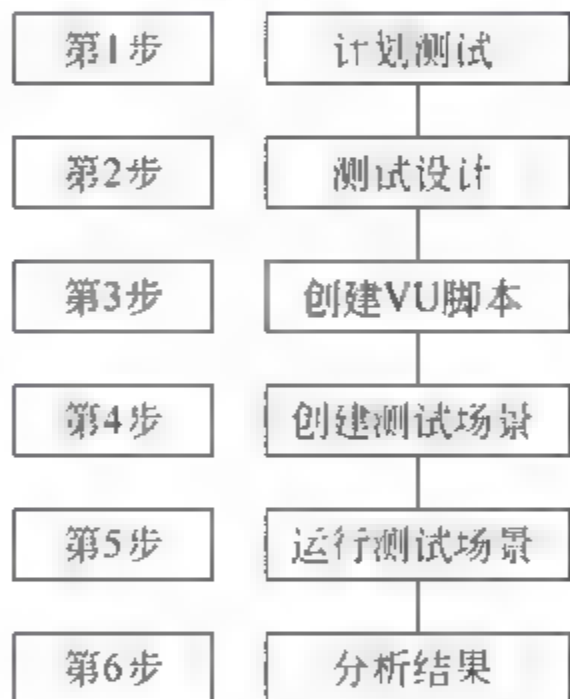 第1步 计划测试
第2步 测试设计
第3步 创建VU脚本
第4步 创建测试场景
第5步 运行测试场景
第6步 分析结果